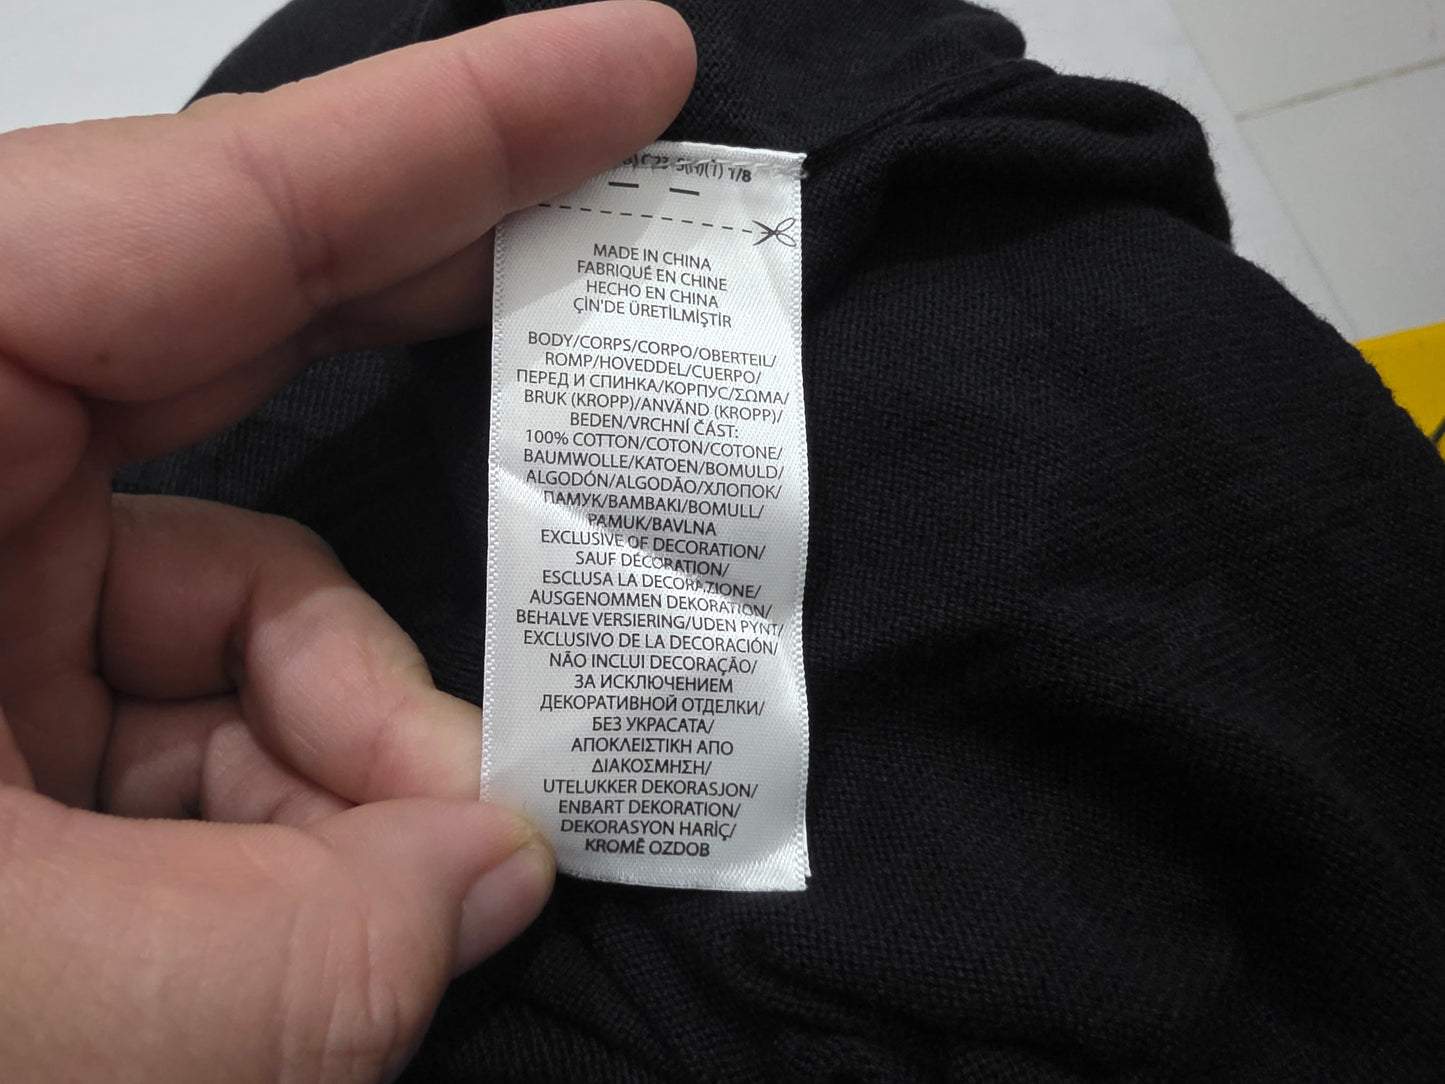 C23-S(H)(1) 1/8
MADE IN CHINA
FABRIQUÉ EN CHINE
HECHO EN CHINA
ÇİN'DE ÜRETİLMİŞTİR
BODY/CORPS/CORPO/OBERTEIL/
ROMP/HOVEDDEL/CUERPO/
ПЕРЕД И СПИНКА/КОРПУС/ΣΩΜΑ/
BRUK (KROPP)/ANVÄND (KROPP)/
BEDEN/VRCHNÍ ČÁST:
100% COTTON/COTON/COTONE/
BAUMWOLLE/KATOEN/BOMULD/
ALGODÓN/ALGODÃO/ХЛОПОК/
ПАМУК/BAMBAKI/BOMULL/
PAMUK/BAVLNA
EXCLUSIVE OF DECORATION/
SAUF DÉCORATION/
ESCLUSA LA DECORAZIONE/
AUSGENOMMEN DEKORATION/
BEHALVE VERSIERING/UDEN PYNT/
EXCLUSIVO DE LA DECORACIÓN/
NÃO INCLUI DECORAÇÃO/
ЗА ИСКЛЮЧЕНИЕМ
ДЕКОРАТИВНОЙ ОТДЕЛКИ/
БЕЗ УКРАСАТА/
ΑΠΟΚΛΕΙΣΤΙΚΗ ΑΠΟ
ΔΙΑΚΟΣΜΗΣΗ/
UTELUKKER DEKORASJON/
ENBART DEKORATION/
DEKORASYON HARİÇ/
KROMĚ OZDOB